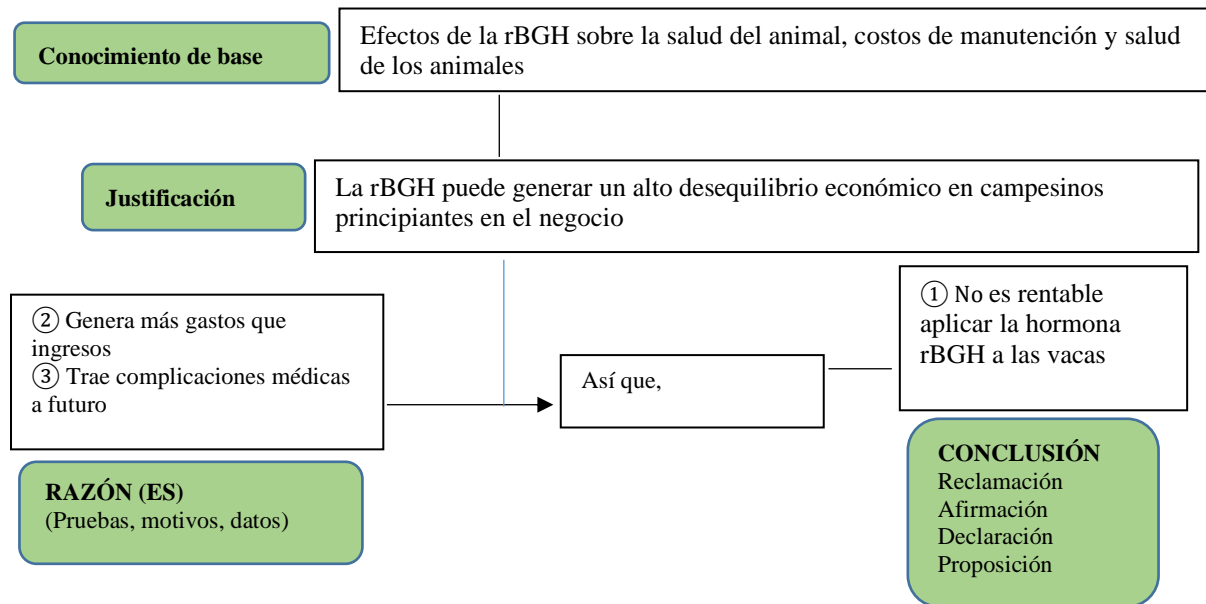 Conocimiento de base
Efectos de la rBGH sobre la salud del animal, costos de manutención y salud
de los animales
Justificación
La rBGH puede generar un alto desequilibrio económico en campesinos
principiantes en el negocio
② Genera más gastos que
ingresos
③ Trae complicaciones médicas
a futuro
Así que,
① No es rentable
aplicar la hormona
rBGH a las vacas
RAZÓN (ES)
(Pruebas, motivos, datos)
CONCLUSIÓN
Reclamación
Afirmación
Declaración
Proposición